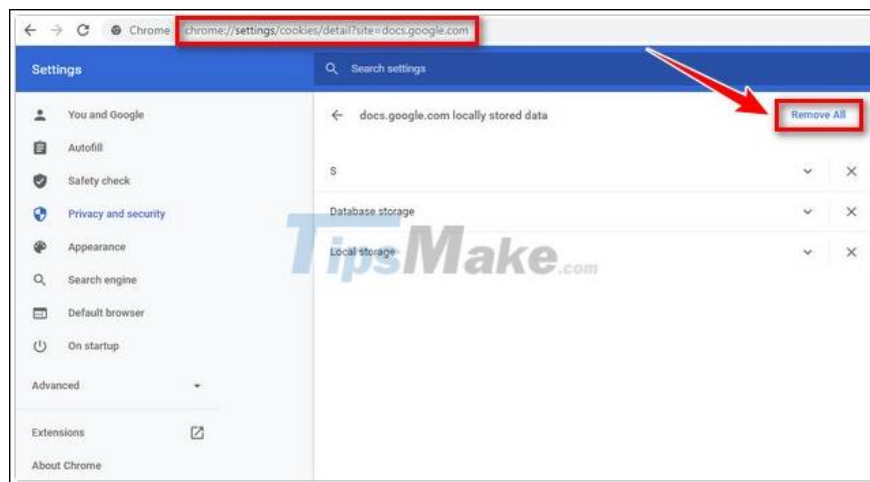 Chrome chrome://settings/cookies/detail?site=docs.google.com
Settings
Search settings
You and Google
Autofill
Safety check
Privacy and security
Appearance
Search engine
Default browser
On startup
Advanced
Extensions
About Chrome
docs.google.com locally stored data
Remove All
S
Database storage
Local storage
TipsMake.com